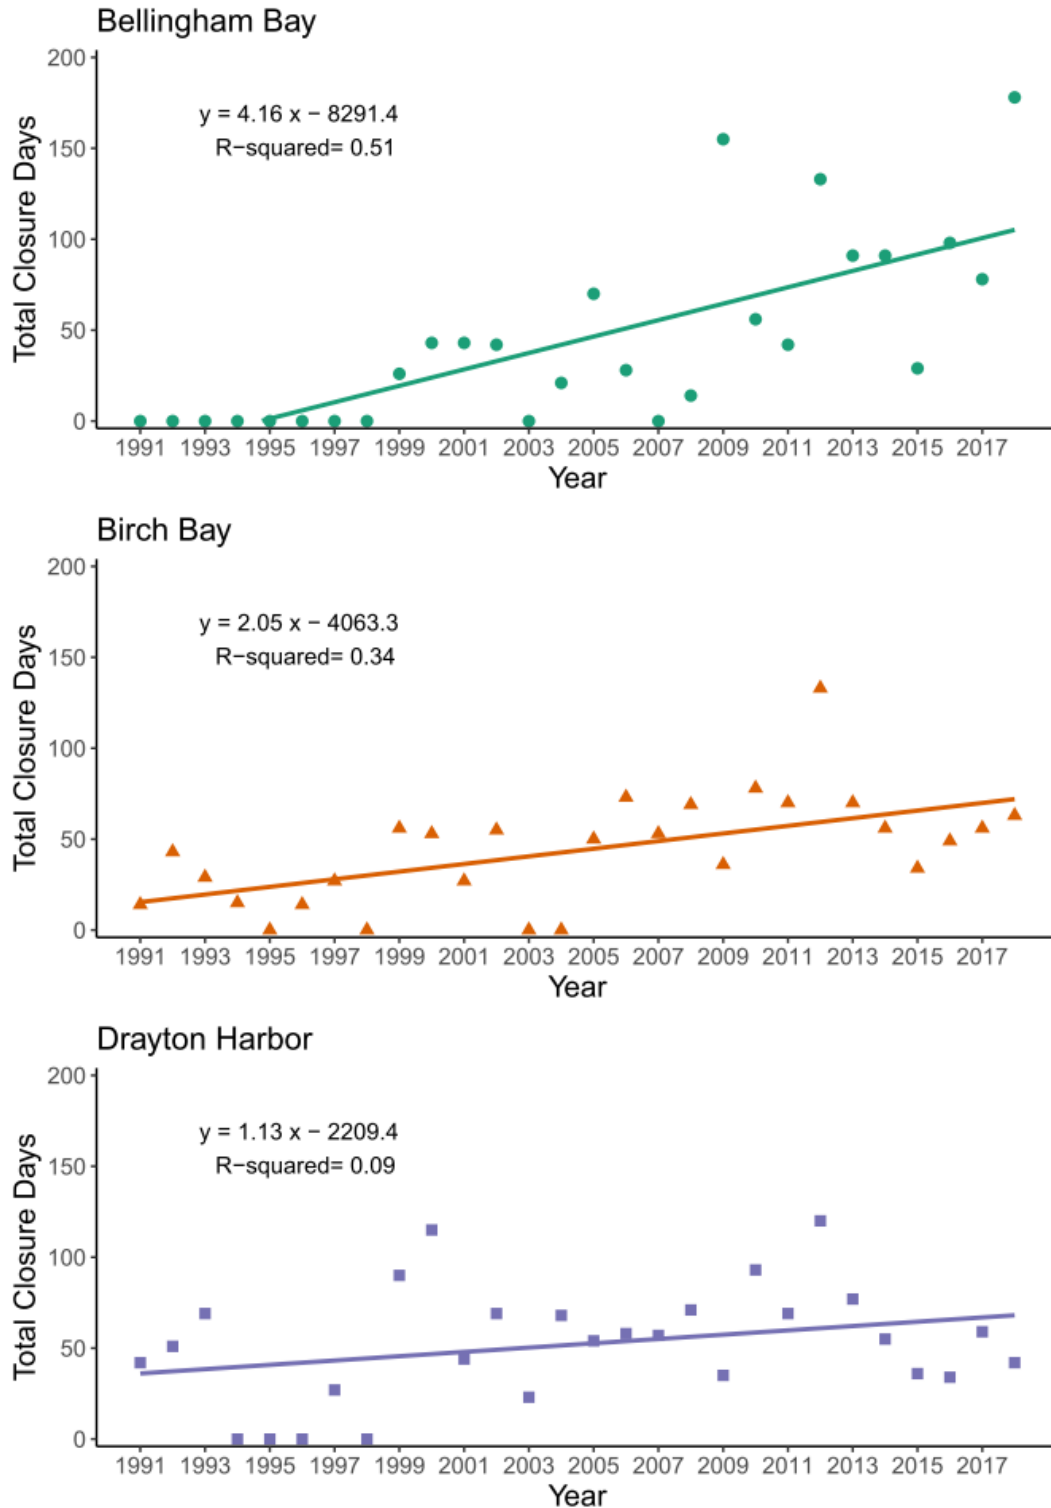 Bellingham Bay
200
y = 4.16 x − 8291.4
R−squared= 0.51
150
100
50
0
Total Closure Days
1991 1993 1995 1997 1999 2001 2003 2005 2007 2009 2011 2013 2015 2017
Year
Birch Bay
200
y = 2.05 x − 4063.3
R−squared= 0.34
150
100
50
0
Total Closure Days
1991 1993 1995 1997 1999 2001 2003 2005 2007 2009 2011 2013 2015 2017
Year
Drayton Harbor
200
y = 1.13 x − 2209.4
R−squared= 0.09
150
100
50
0
Total Closure Days
1991 1993 1995 1997 1999 2001 2003 2005 2007 2009 2011 2013 2015 2017
Year